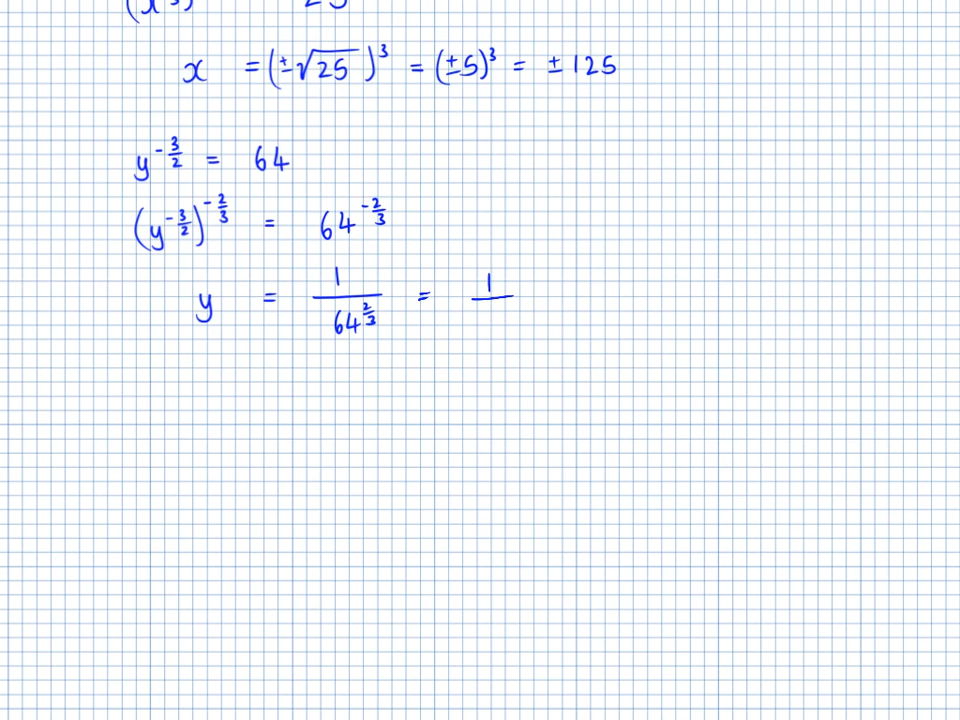 x = (±√25)³ = (±5)³ = ±125
y^(-3/2) = 64
(y^(-3/2))^(-2/3) = 64^(-2/3)
y = 1/64^(2/3) = 1/